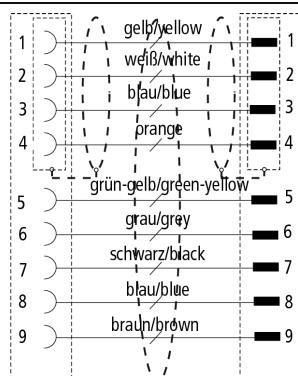 1 gelb/yellow 1
2 weiß/white 2
3 blau/blue 3
4 orange 4
5 grün-gelb/green-yellow 5
6 grau/grey 6
7 schwarz/black 7
8 blau/blue 8
9 braun/brown 9